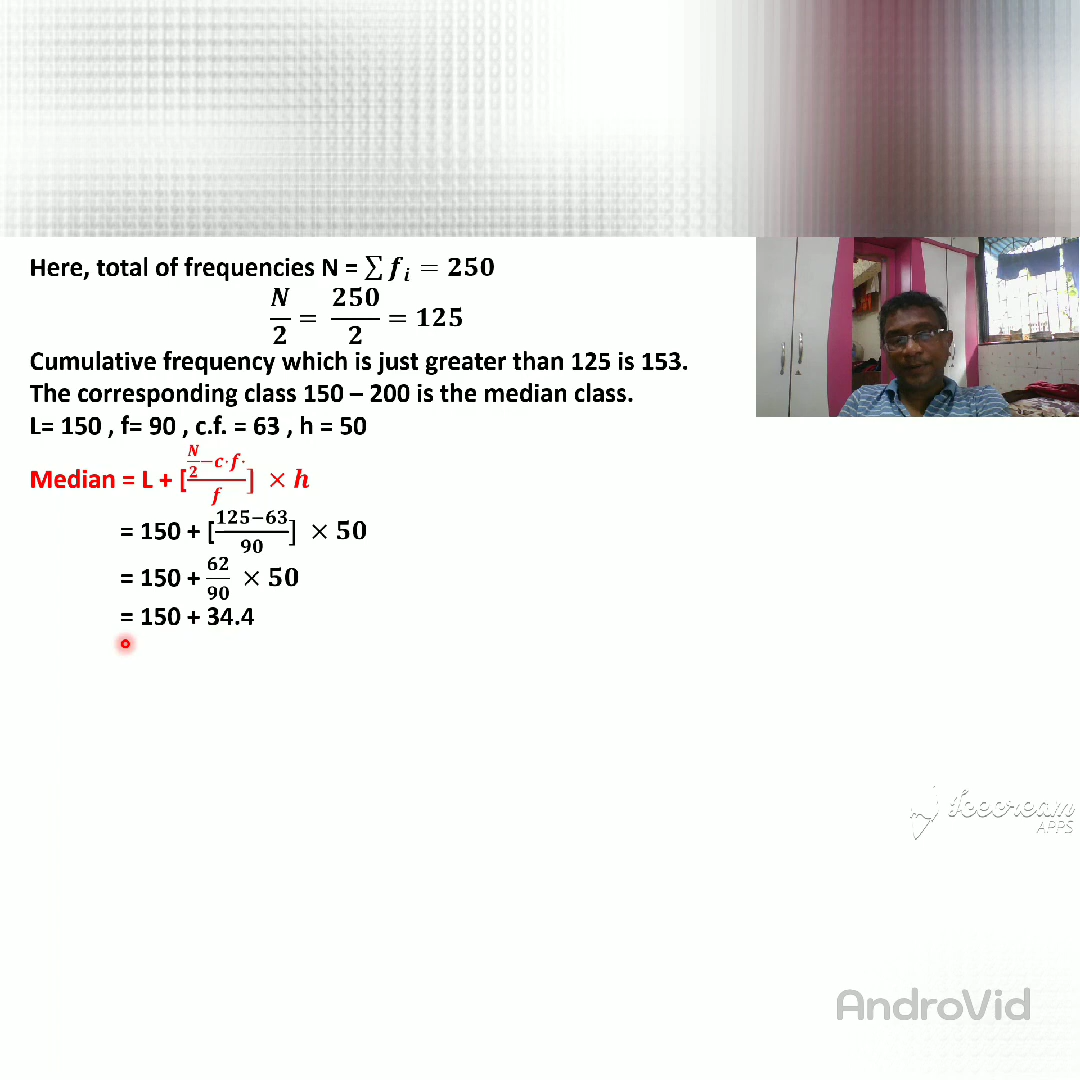 Here, total of frequencies N = ∑ fᵢ = 250
N/2 = 250/2 = 125
Cumulative frequency which is just greater than 125 is 153.
The corresponding class 150 – 200 is the median class.
L= 150 , f= 90 , c.f. = 63 , h = 50
Median = L + [(N/2 −c·f·)/f] × h
= 150 + [(125−63)/90] × 50
= 150 + 62/90 × 50
= 150 + 34.4
Icecream
APPS
AndroVid